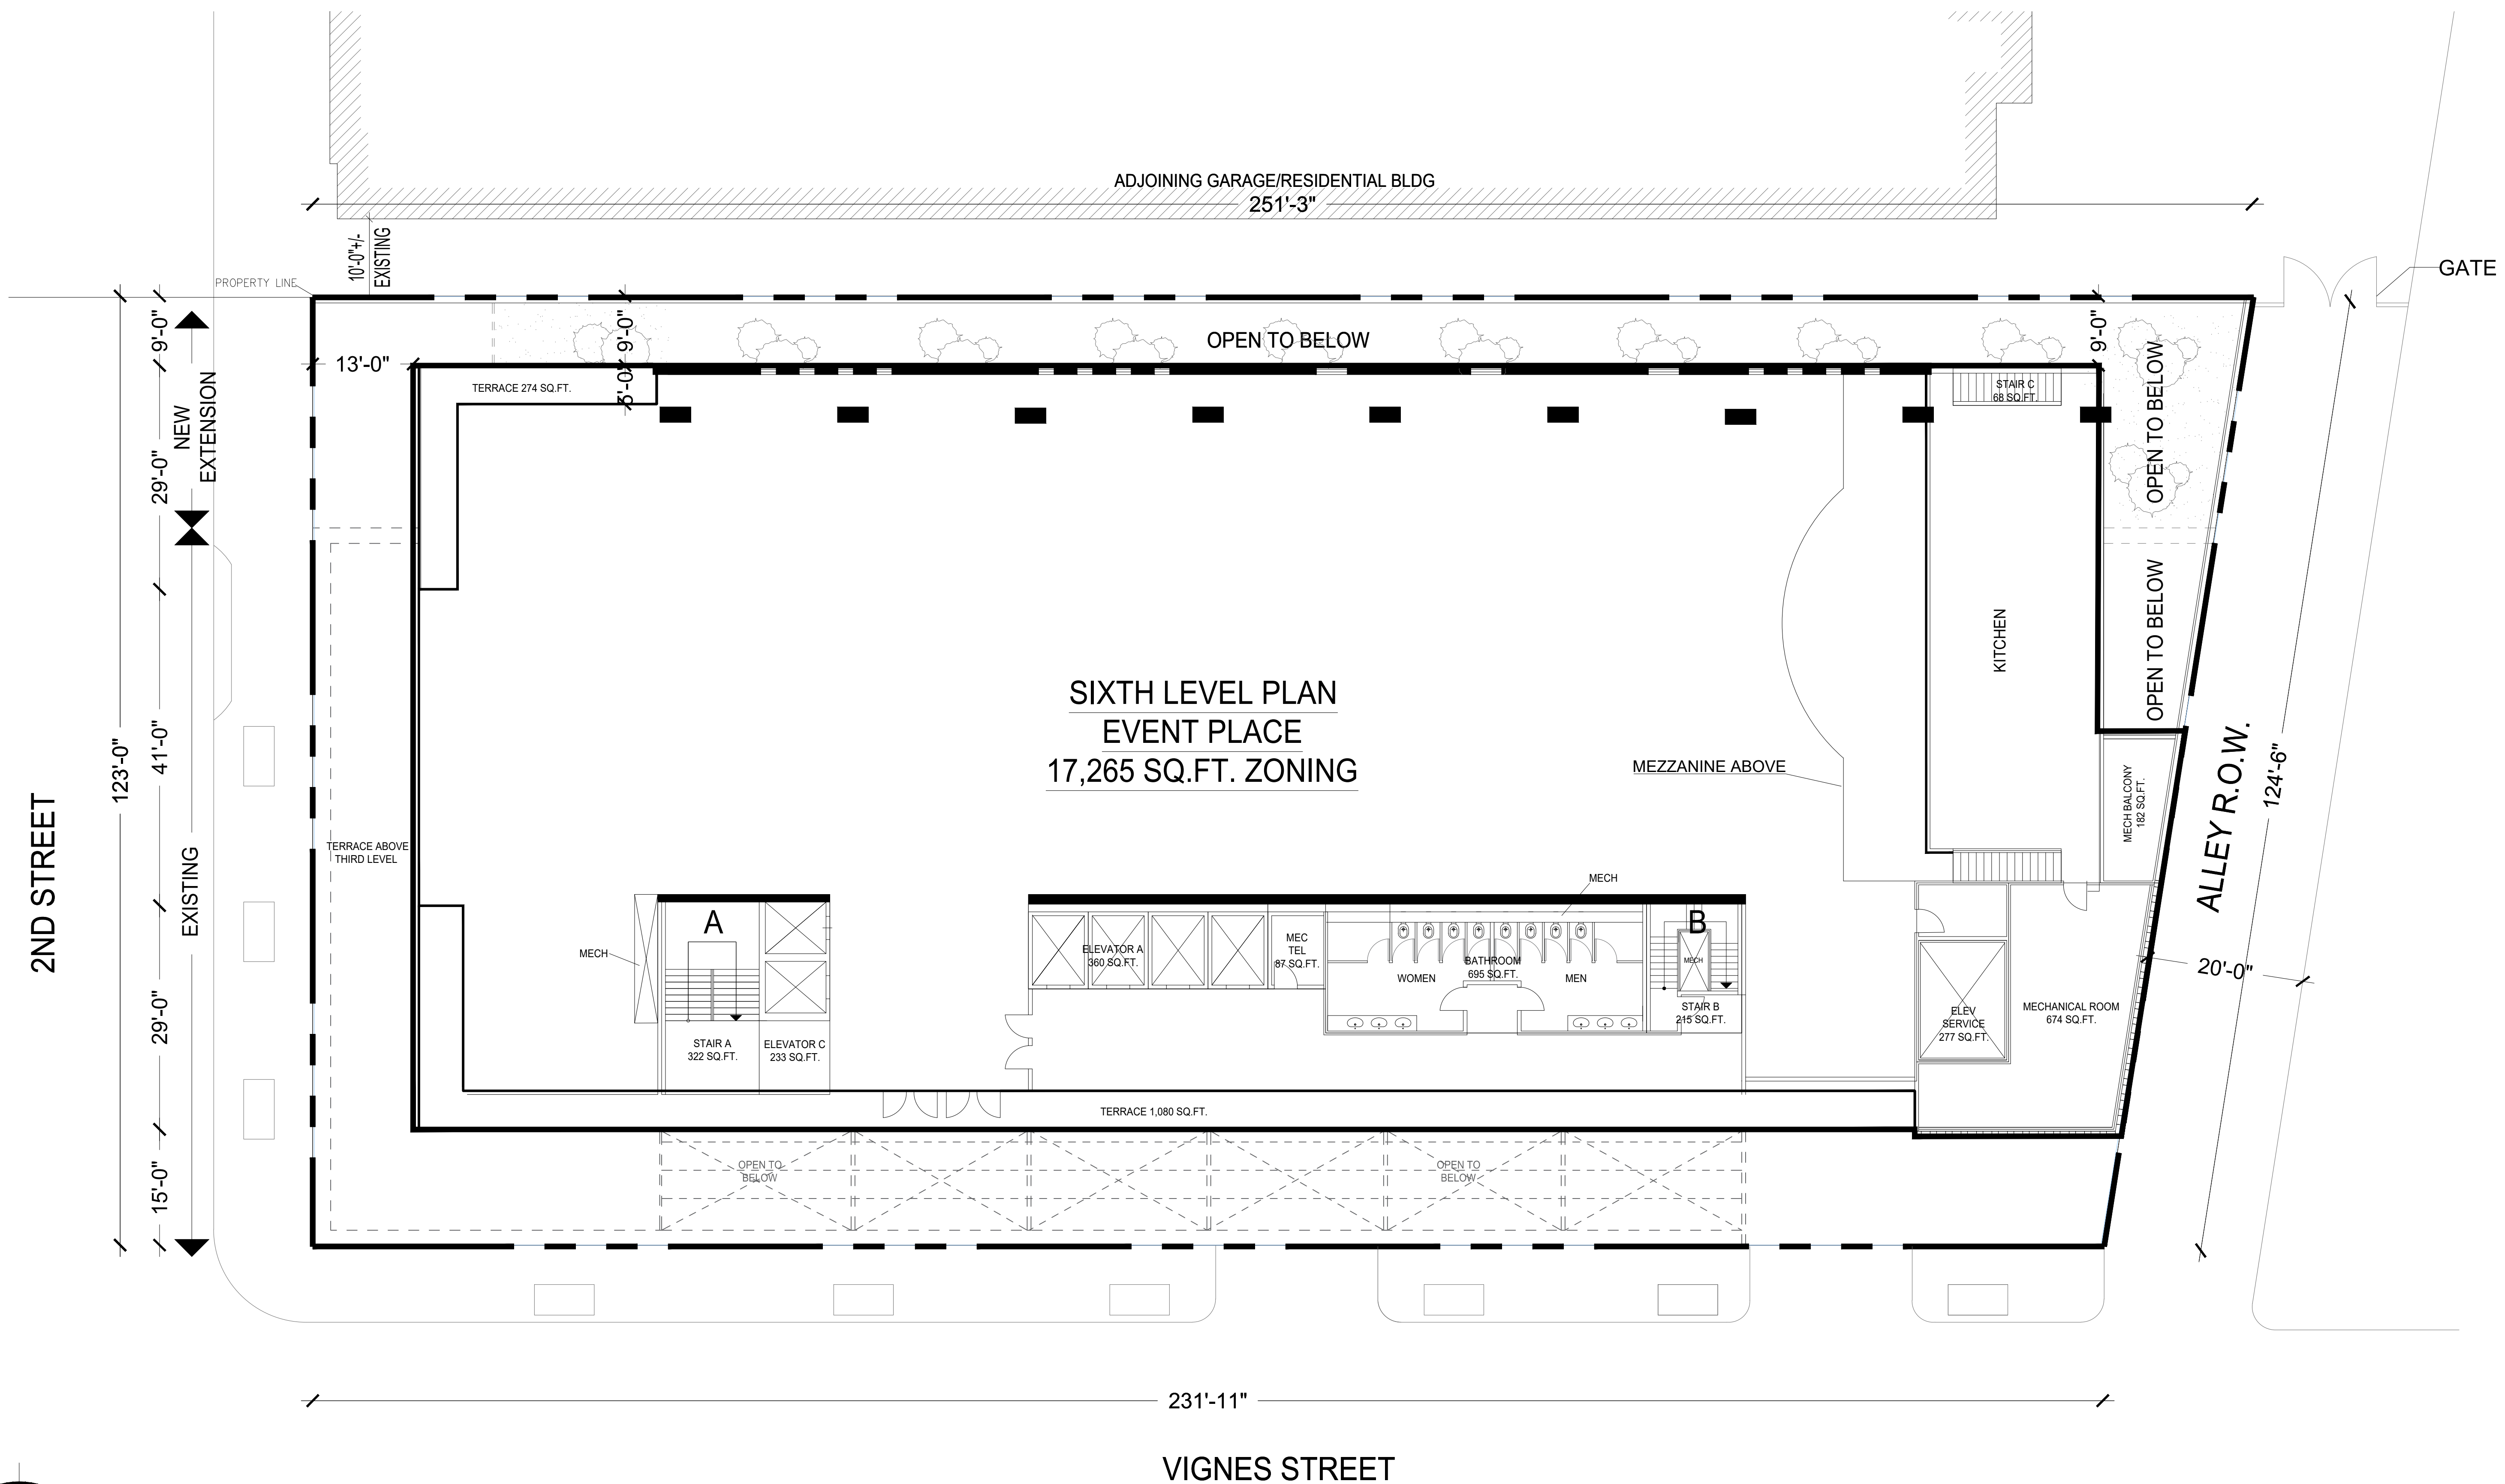 ADJOINING GARAGE/RESIDENTIAL BLDG
251'-3"
10'-0"+/-
EXISTING
PROPERTY LINE
GATE
9'-0"
9'-0"
9'-0"
OPEN TO BELOW
13'-0"
NEW
EXTENSION
TERRACE 274 SQ.FT.
5'-0"
STAIR C
68 SQ.FT.
OPEN TO BELOW
29'-0"
KITCHEN
OPEN TO BELOW
SIXTH LEVEL PLAN
EVENT PLACE
17,265 SQ.FT. ZONING
MEZZANINE ABOVE
123'-0"
41'-0"
2ND STREET
EXISTING
TERRACE ABOVE
THIRD LEVEL
MECH BALCONY
182 SQ.FT.
ALLEY R.O.W.
124'-6"
20'-0"
MECH
A
MECH
ELEVATOR A
360 SQ.FT.
MEC
TEL
87 SQ.FT.
WOMEN
BATHROOM
695 SQ.FT.
MEN
B
MECH
STAIR B
215 SQ.FT.
ELEV
SERVICE
277 SQ.FT.
MECHANICAL ROOM
674 SQ.FT.
29'-0"
STAIR A
322 SQ.FT.
ELEVATOR C
233 SQ.FT.
TERRACE 1,080 SQ.FT.
15'-0"
OPEN TO
BELOW
OPEN TO
BELOW
231'-11"
VIGNES STREET